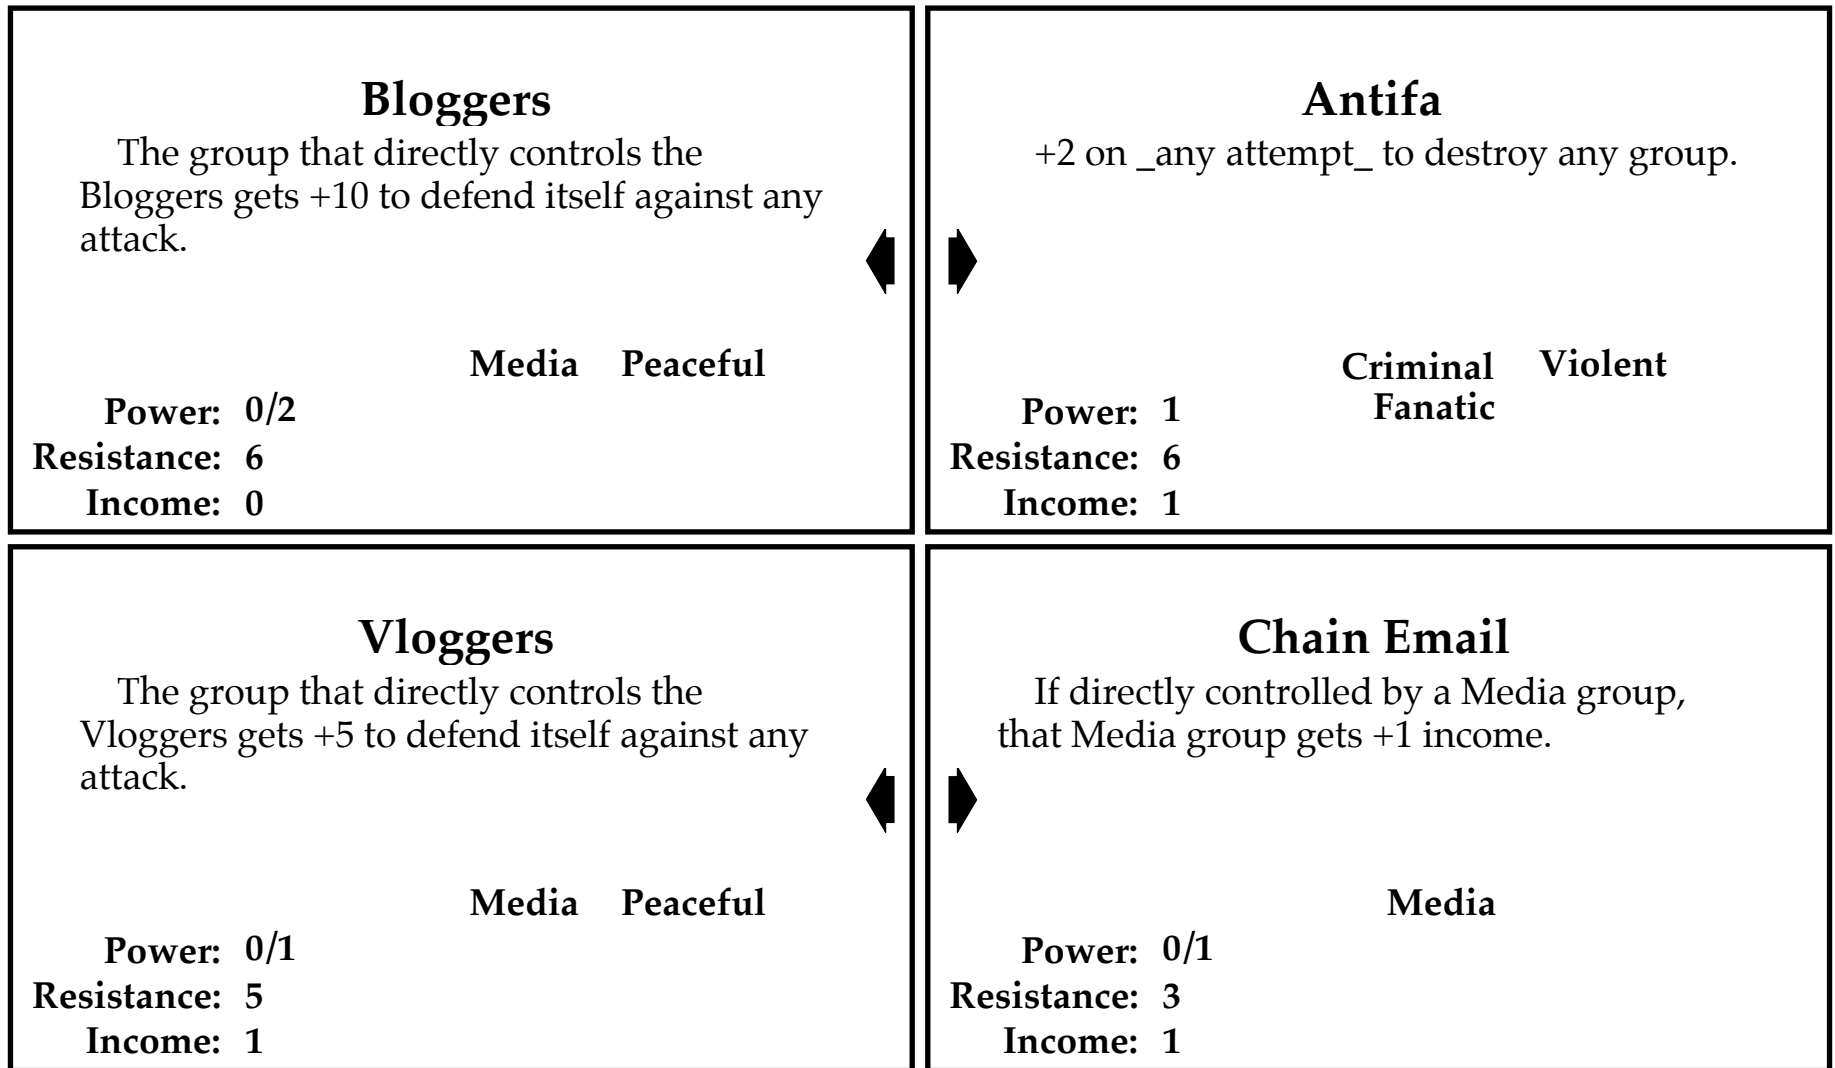 Bloggers
The group that directly controls the
Bloggers gets +10 to defend itself against any
attack.
Media Peaceful
Power: 0/2
Resistance: 6
Income: 0
Antifa
+2 on _any attempt_ to destroy any group.
Criminal Violent
Fanatic
Power: 1
Resistance: 6
Income: 1
Vloggers
The group that directly controls the
Vloggers gets +5 to defend itself against any
attack.
Media Peaceful
Power: 0/1
Resistance: 5
Income: 1
Chain Email
If directly controlled by a Media group,
that Media group gets +1 income.
Media
Power: 0/1
Resistance: 3
Income: 1